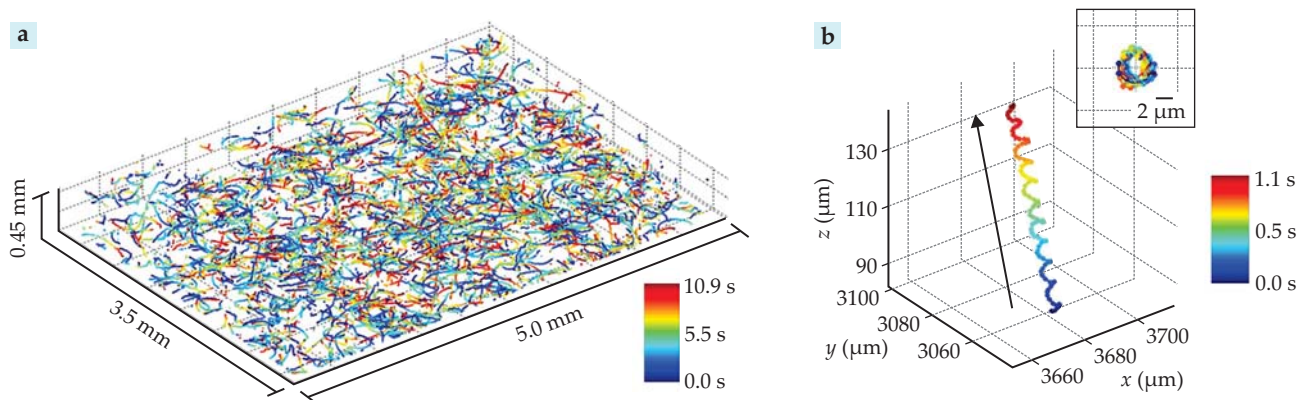 a
0.45 mm
3.5 mm
5.0 mm
10.9 s
5.5 s
0.0 s
b
2 μm
130
110
90
z (μm)
3100
3080
3060
y (μm)
3660
3680
3700
x (μm)
1.1 s
0.5 s
0.0 s